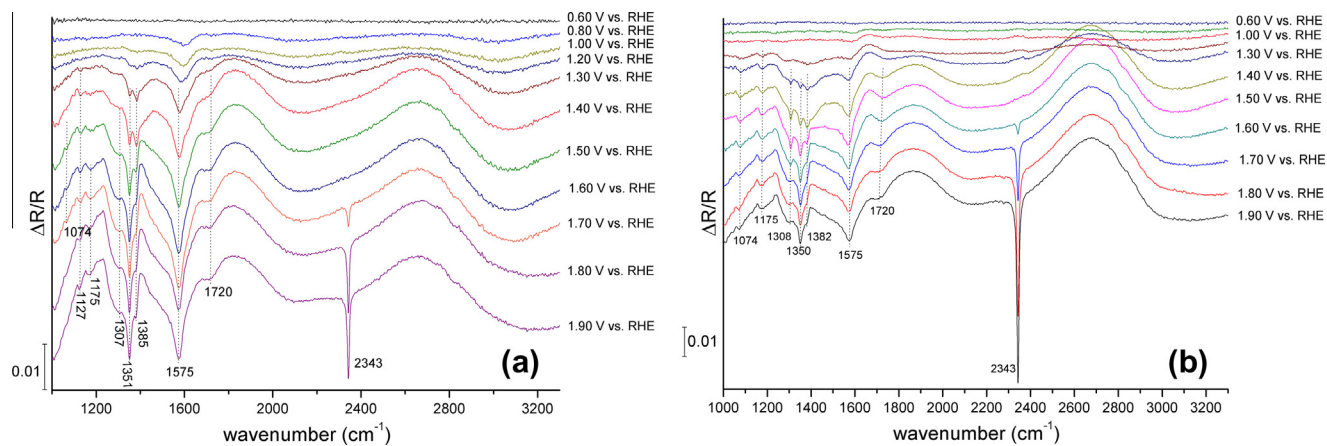 0.60 V vs. RHE
0.80 V vs. RHE
1.00 V vs. RHE
1.20 V vs. RHE
1.30 V vs. RHE
1.40 V vs. RHE
1.50 V vs. RHE
1.60 V vs. RHE
1.70 V vs. RHE
1.80 V vs. RHE
1.90 V vs. RHE
ΔR/R
0.01
1074
1127
1175
1307
1351
1385
1575
1720
2343
(a)
1200 1600 2000 2400 2800 3200
wavenumber (cm⁻¹)
0.60 V vs. RHE
1.00 V vs. RHE
1.30 V vs. RHE
1.40 V vs. RHE
1.50 V vs. RHE
1.60 V vs. RHE
1.70 V vs. RHE
1.80 V vs. RHE
1.90 V vs. RHE
ΔR/R
0.01
1074
1175
1308
1350
1382
1575
1720
2343
(b)
1000 1200 1400 1600 1800 2000 2200 2400 2600 2800 3000 3200
wavenumber (cm⁻¹)